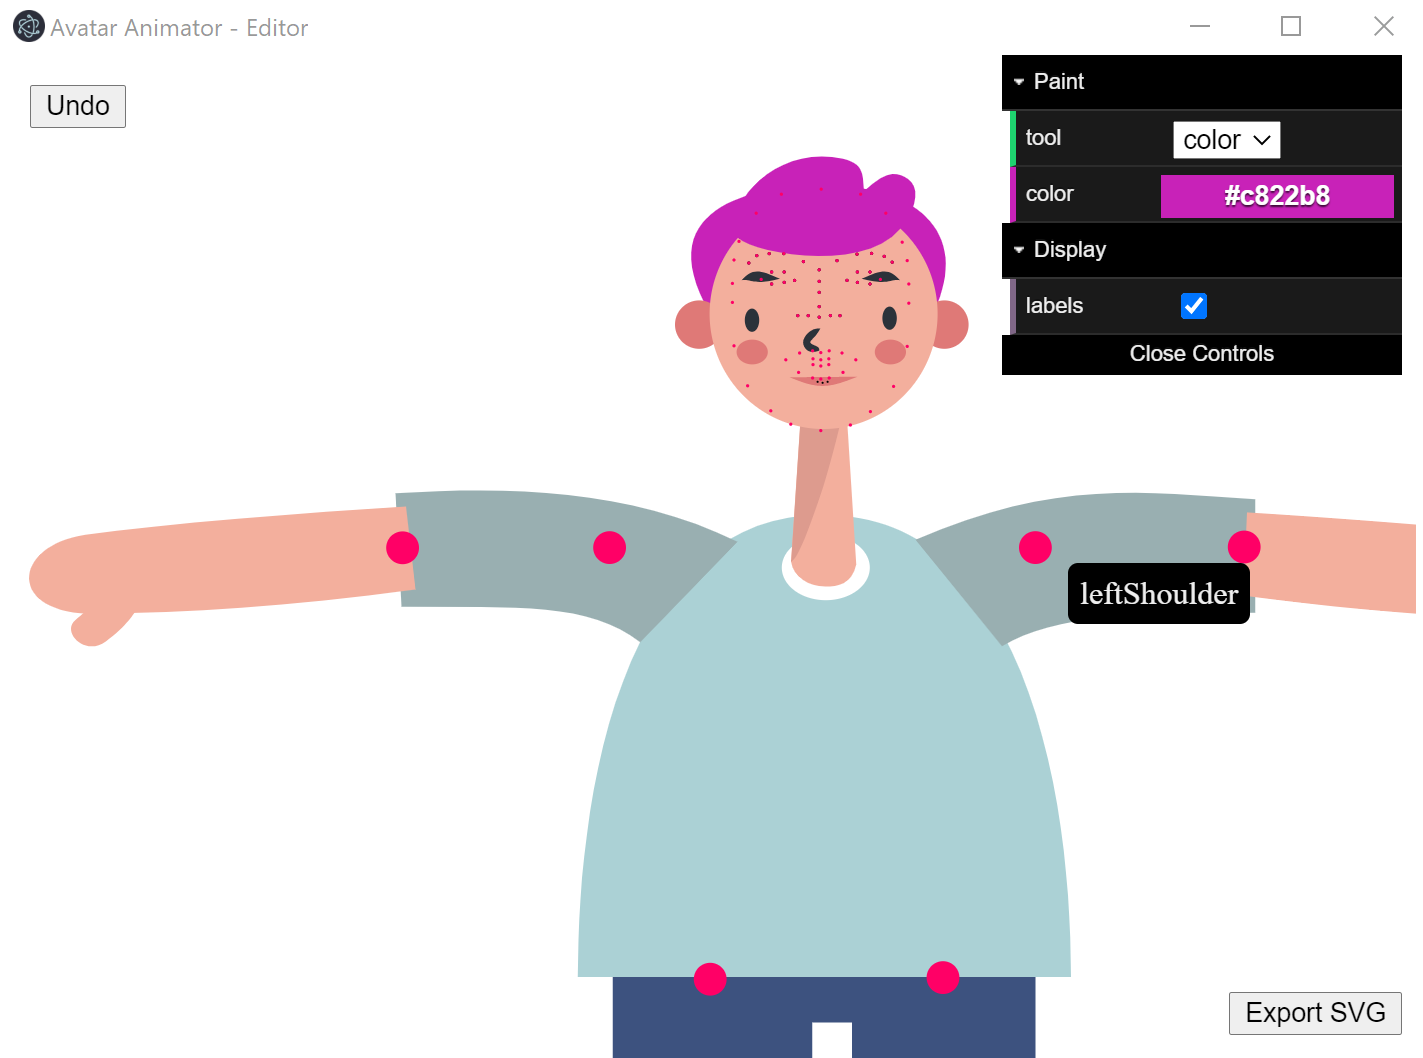 Avatar Animator - Editor
Undo
Paint
tool color
color #c822b8
Display
labels
Close Controls
leftShoulder
Export SVG